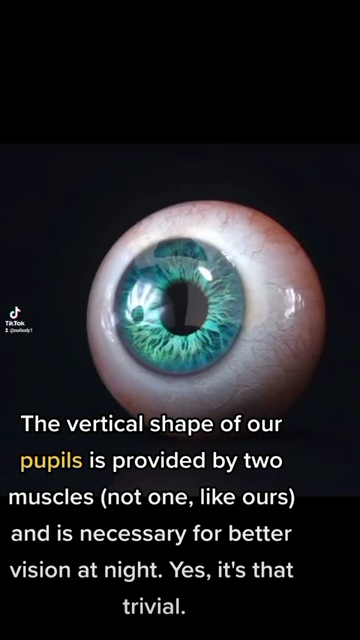 TikTok
@ourbody1
The vertical shape of our
pupils is provided by two
muscles (not one, like ours)
and is necessary for better
vision at night. Yes, it's that
trivial.